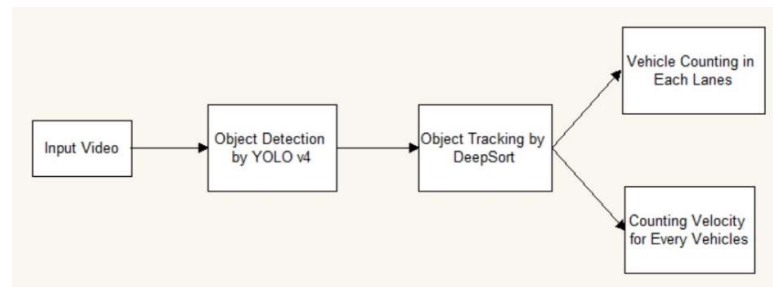 Input Video
Object Detection
by YOLO v4
Object Tracking by
DeepSort
Vehicle Counting in
Each Lanes
Counting Velocity
for Every Vehicles